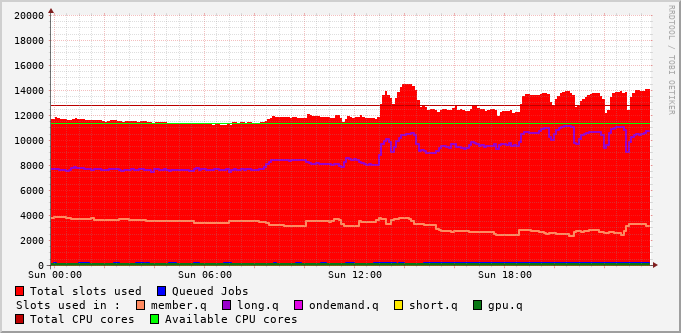 20000
18000
16000
14000
12000
10000
8000
6000
4000
2000
0
Sun 00:00 Sun 06:00 Sun 12:00 Sun 18:00
Total slots used Queued Jobs
Slots used in : member.q long.q ondemand.q short.q gpu.q
Total CPU cores Available CPU cores
RRDTOOL / TOBI OETIKER